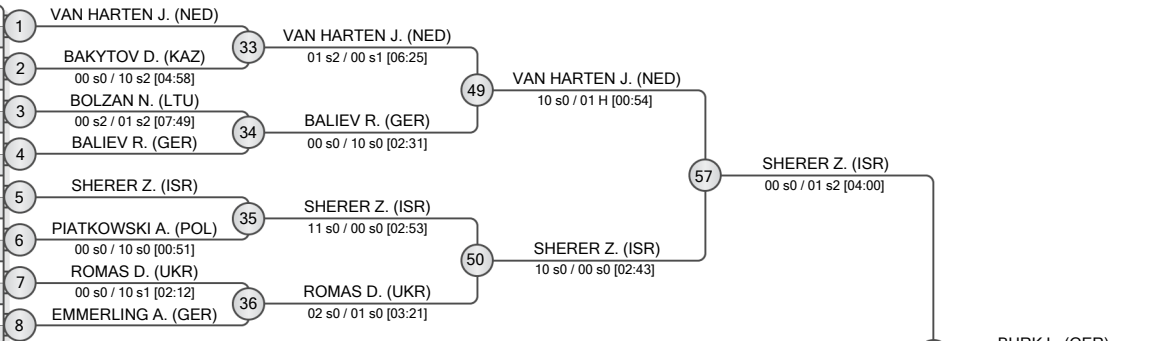 1
VAN HARTEN J. (NED)
2
BAKYTOV D. (KAZ)
00 s0 / 10 s2 [04:58]
3
BOLZAN N. (LTU)
00 s2 / 01 s2 [07:49]
4
BALIEV R. (GER)
5
SHERER Z. (ISR)
6
PIATKOWSKI A. (POL)
00 s0 / 10 s0 [00:51]
7
ROMAS D. (UKR)
00 s0 / 10 s1 [02:12]
8
EMMERLING A. (GER)
33
VAN HARTEN J. (NED)
01 s2 / 00 s1 [06:25]
34
BALIEV R. (GER)
00 s0 / 10 s0 [02:31]
35
SHERER Z. (ISR)
11 s0 / 00 s0 [02:53]
36
ROMAS D. (UKR)
02 s0 / 01 s0 [03:21]
49
VAN HARTEN J. (NED)
10 s0 / 01 H [00:54]
50
SHERER Z. (ISR)
10 s0 / 00 s0 [02:43]
57
SHERER Z. (ISR)
00 s0 / 01 s2 [04:00]